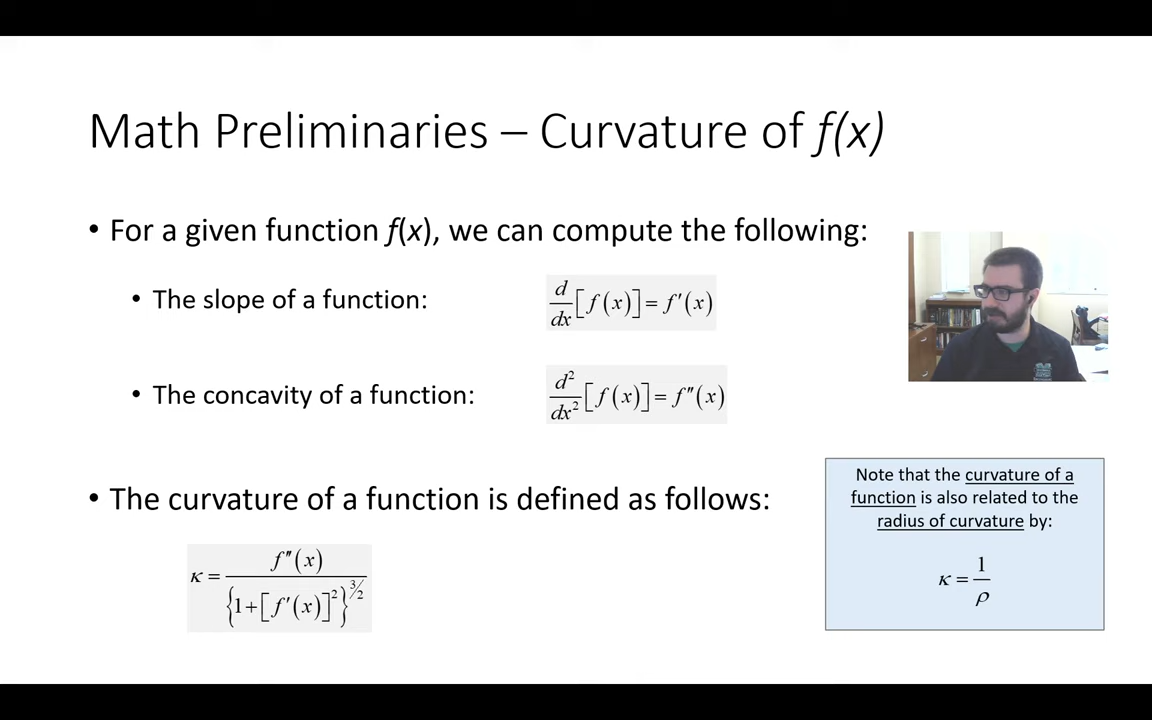 Math Preliminaries – Curvature of f(x)
• For a given function f(x), we can compute the following:
• The slope of a function:
d/dx [f(x)] = f′(x)
• The concavity of a function:
d²/dx² [f(x)] = f″(x)
• The curvature of a function is defined as follows:
κ = f″(x) / {1+[f′(x)]²}^3/2
Note that the curvature of a
function is also related to the
radius of curvature by:
κ = 1/ρ